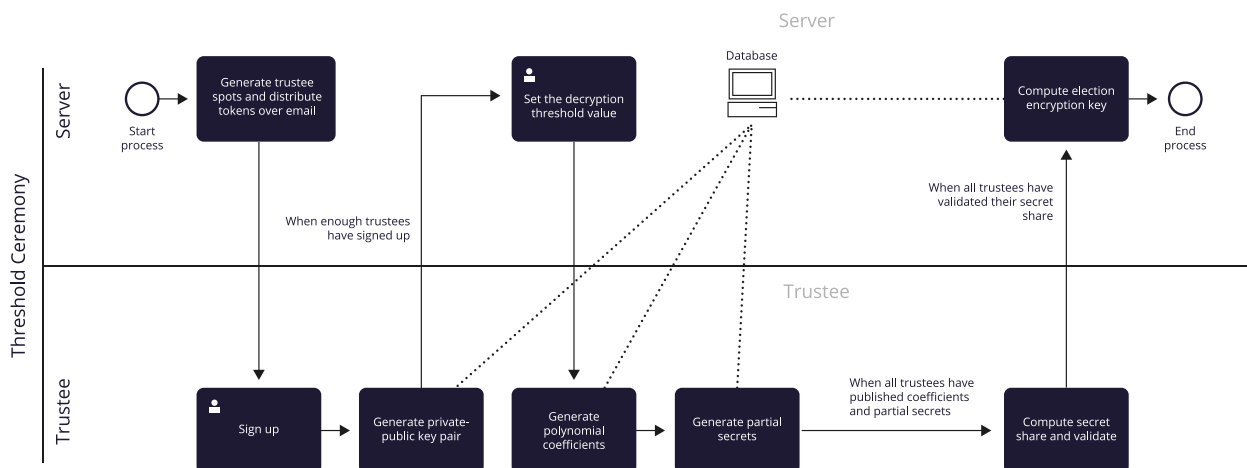 Server
Threshold Ceremony
Server
Start
process
Generate trustee
spots and distribute
tokens over email
Set the decryption
threshold value
Database
Compute election
encryption key
End
process
When enough trustees
have signed up
When all trustees have
validated their secret
share
Trustee
Trustee
Sign up
Generate private-
public key pair
Generate
polynomial
coefficients
Generate partial
secrets
When all trustees have
published coefficients
and partial secrets
Compute secret
share and validate